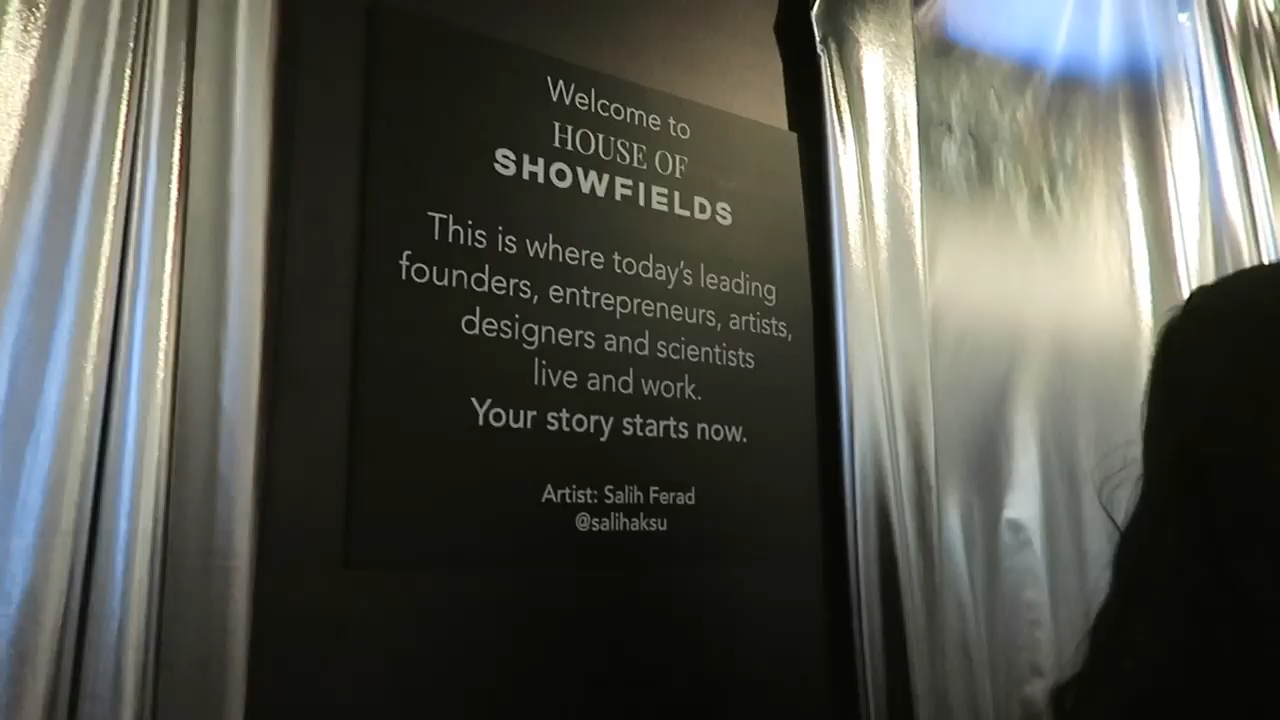 Welcome to
HOUSE OF
SHOWFIELDS
This is where today's leading
founders, entrepreneurs, artists,
designers and scientists
live and work.
Your story starts now.
Artist: Salih Ferad
@salihaksu